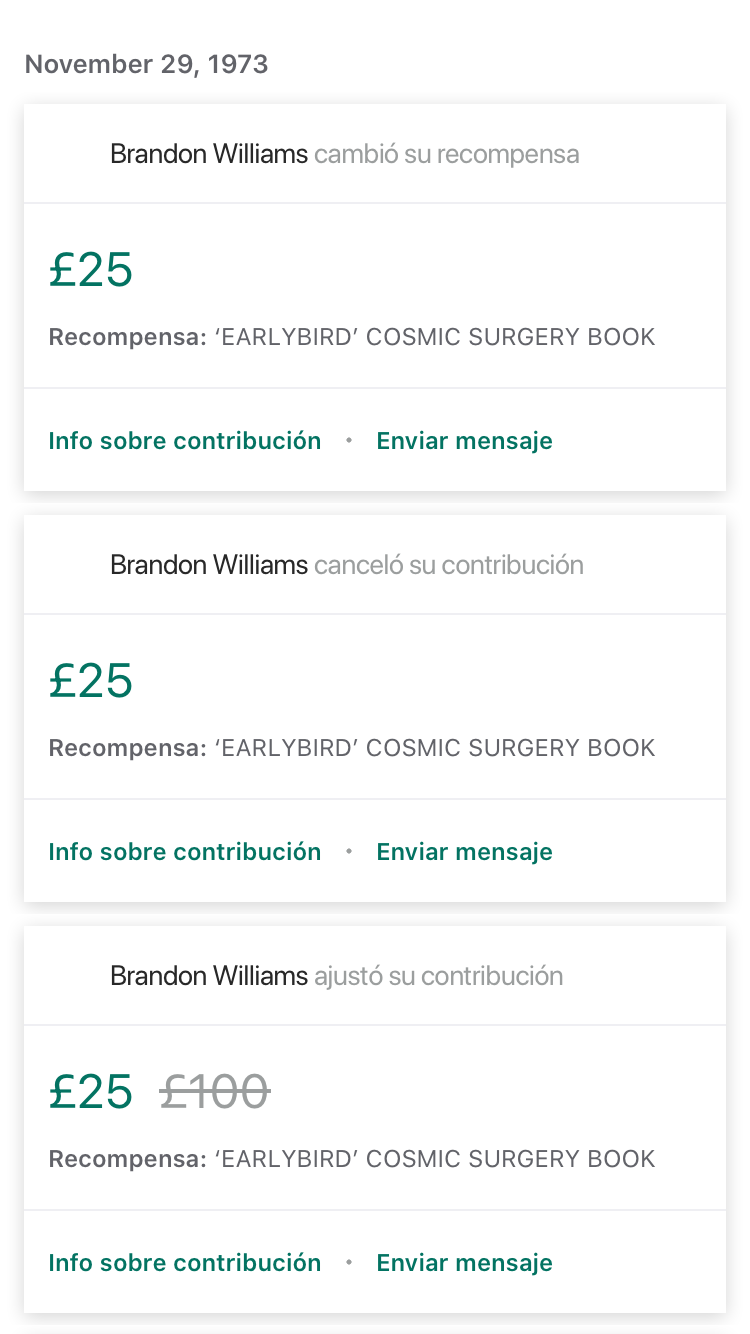 November 29, 1973
Brandon Williams cambió su recompensa
£25
Recompensa: ‘EARLYBIRD’ COSMIC SURGERY BOOK
Info sobre contribución • Enviar mensaje
Brandon Williams canceló su contribución
£25
Recompensa: ‘EARLYBIRD’ COSMIC SURGERY BOOK
Info sobre contribución • Enviar mensaje
Brandon Williams ajustó su contribución
£25 £100
Recompensa: ‘EARLYBIRD’ COSMIC SURGERY BOOK
Info sobre contribución • Enviar mensaje